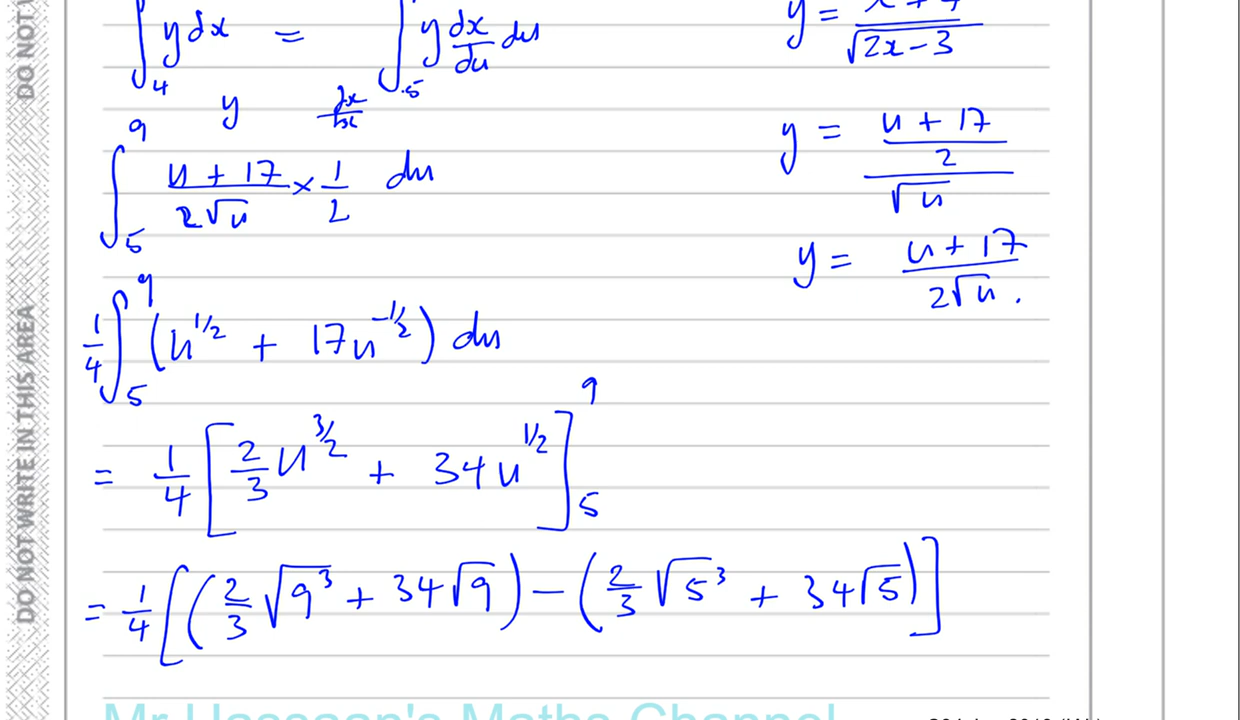 ∫₄ y dx = ∫₅ y dx/du du
y = (x + 7)/√(2x-3)
y dx/du
∫₅⁹ (u + 17)/(2√u) × 1/2 du
y = ((u + 17)/2)/√u
y = (u + 17)/(2√u).
1/4 ∫₅⁹ (u^(1/2) + 17u^(-1/2)) du
= 1/4 [2/3 u^(3/2) + 34u^(1/2)]₅⁹
= 1/4 [(2/3 √9³ + 34√9) - (2/3 √5³ + 34√5)]
DO NOT WRITE IN THIS AREA
DO NOT
Mr Hassaan's Maths Channel